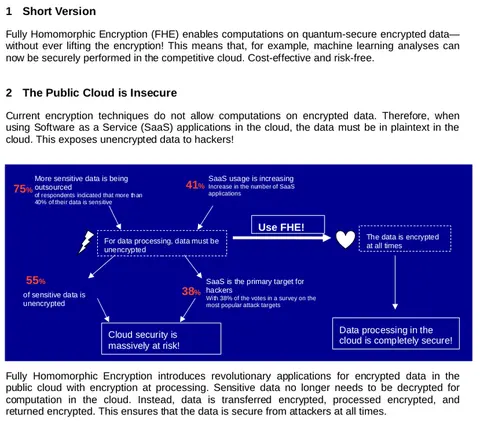 1 Short Version
Fully Homomorphic Encryption (FHE) enables computations on quantum-secure encrypted data—
without ever lifting the encryption! This means that, for example, machine learning analyses can
now be securely performed in the competitive cloud. Cost-effective and risk-free.
2 The Public Cloud is Insecure
Current encryption techniques do not allow computations on encrypted data. Therefore, when
using Software as a Service (SaaS) applications in the cloud, the data must be in plaintext in the
cloud. This exposes unencrypted data to hackers!
75%
More sensitive data is being
outsourced
of respondents indicated that more than
40% of their data is sensitive
41%
SaaS usage is increasing
Increase in the number of SaaS
applications
For data processing, data must be
unencrypted
Use FHE!
The data is encrypted
at all times
55%
of sensitive data is
unencrypted
38%
SaaS is the primary target for
hackers
With 38% of the votes in a survey on the
most popular attack targets
Cloud security is
massively at risk!
Data processing in the
cloud is completely secure!
Fully Homomorphic Encryption introduces revolutionary applications for encrypted data in the
public cloud with encryption at processing. Sensitive data no longer needs to be decrypted for
computation in the cloud. Instead, data is transferred encrypted, processed encrypted, and
returned encrypted. This ensures that the data is secure from attackers at all times.